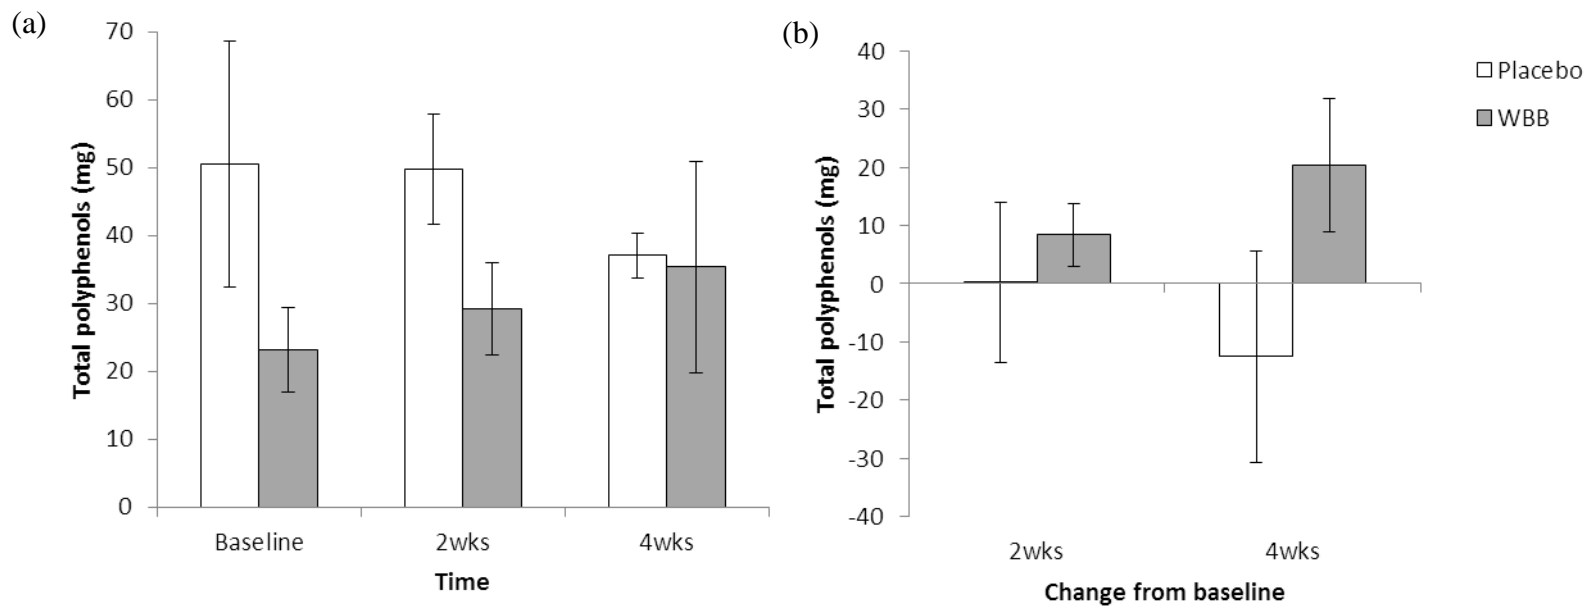 (a)
Total polyphenols (mg)
70
60
50
40
30
20
10
0
Baseline 2wks 4wks
Time
(b)
Total polyphenols (mg)
40
30
20
10
0
-10
-20
-30
-40
2wks 4wks
Change from baseline
Placebo
WBB